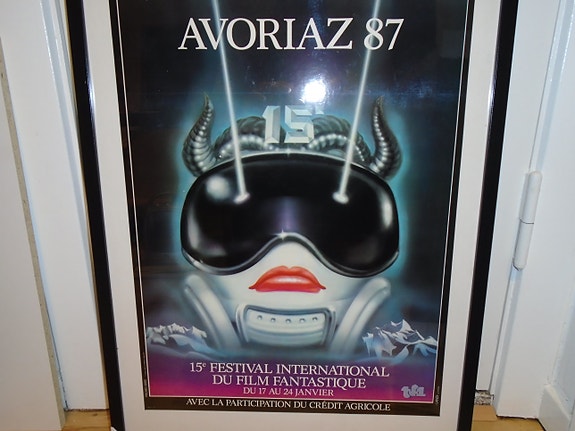 AVORIAZ 87
15
15e FESTIVAL INTERNATIONAL
DU FILM FANTASTIQUE
DU 17 AU 24 JANVIER
AVEC LA PARTICIPATION DU CRÉDIT AGRICOLE